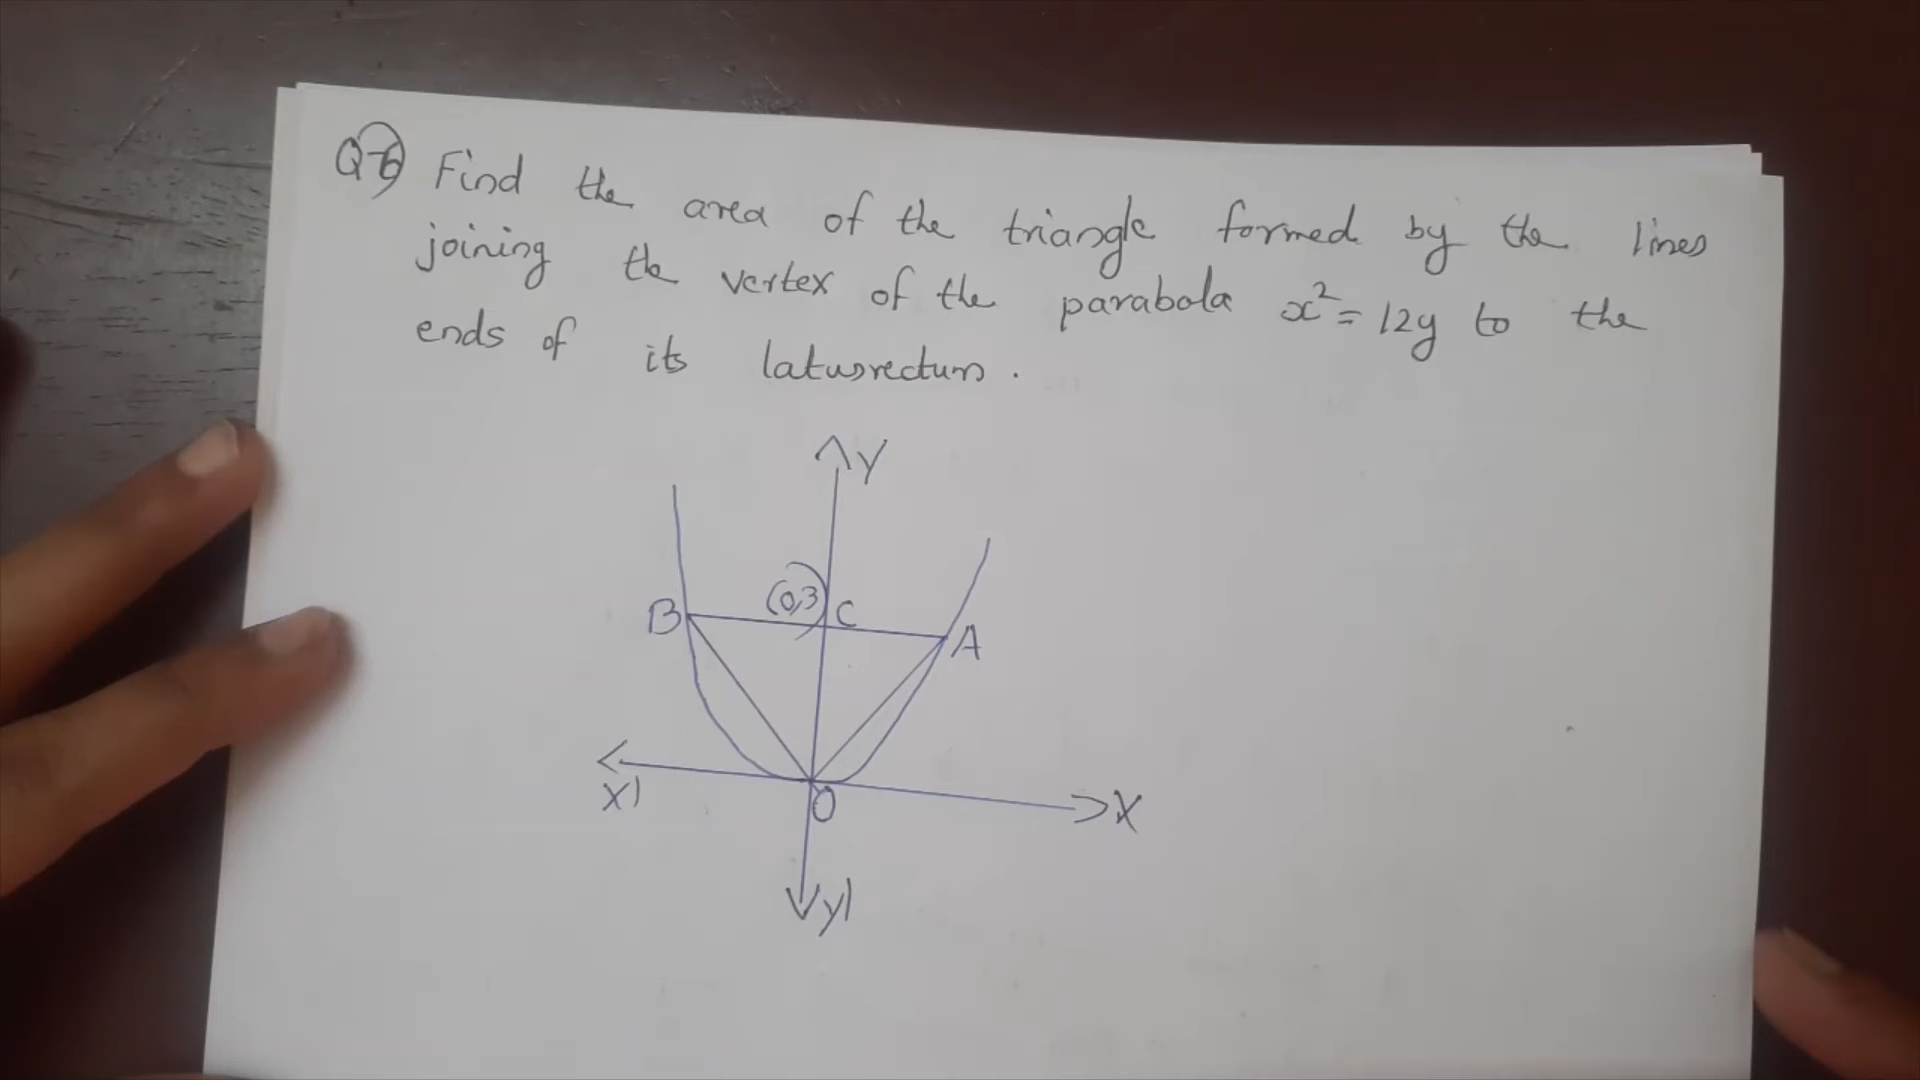 Q-6) Find the area of the triangle formed by the lines
joining the vertex of the parabola x² = 12y to the
ends of its latusrectum .
Y
(0,3)
B C A
X'
O
X
Y'